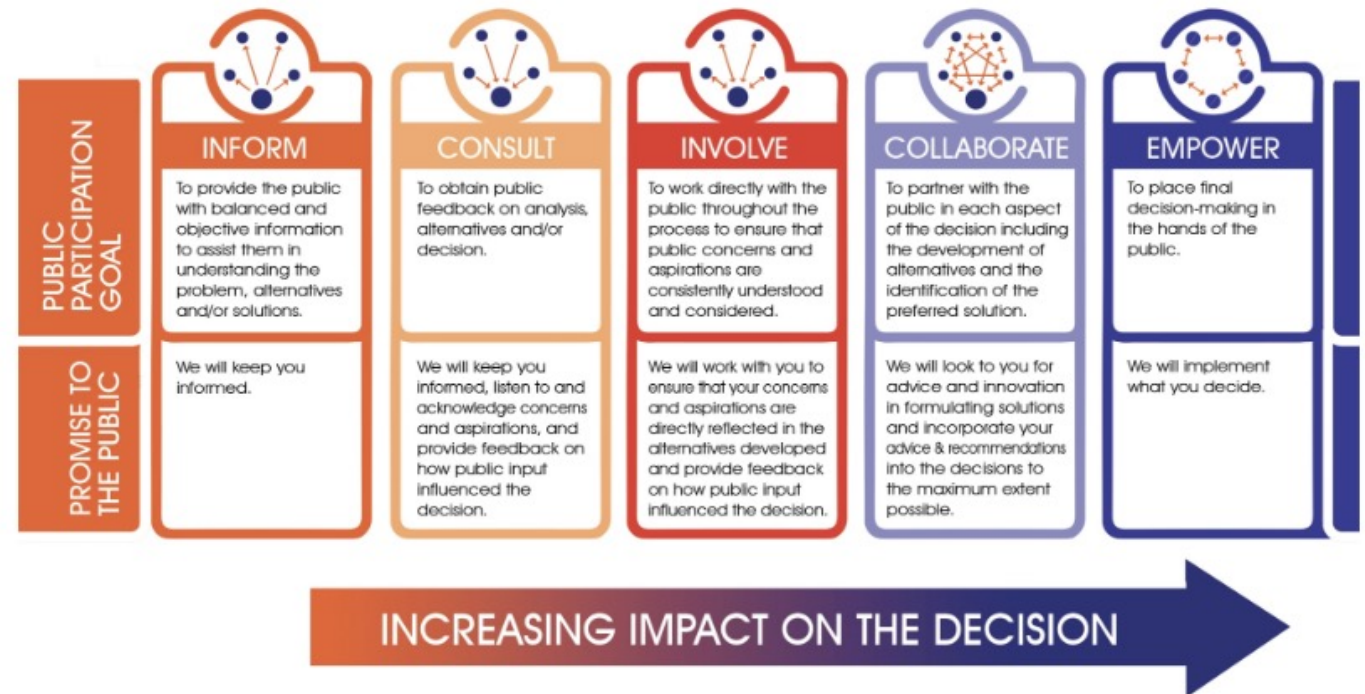 INFORM
CONSULT
INVOLVE
COLLABORATE
EMPOWER
PUBLIC
PARTICIPATION
GOAL
To provide the public
with balanced and
objective information
to assist them in
understanding the
problem, alternatives
and/or solutions.
To obtain public
feedback on analysis,
alternatives and/or
decision.
To work directly with the
public throughout the
process to ensure that
public concerns and
aspirations are
consistently understood
and considered.
To partner with the
public in each aspect
of the decision including
the development of
alternatives and the
identification of the
preferred solution.
To place final
decision-making in
the hands of the
public.
PROMISE TO
THE PUBLIC
We will keep you
informed.
We will keep you
informed, listen to and
acknowledge concerns
and aspirations, and
provide feedback on
how public input
influenced the
decision.
We will work with you to
ensure that your concerns
and aspirations are
directly reflected in the
alternatives developed
and provide feedback
on how public input
influenced the decision.
We will look to you for
advice and innovation
in formulating solutions
and incorporate your
advice & recommendations
into the decisions to
the maximum extent
possible.
We will implement
what you decide.
INCREASING IMPACT ON THE DECISION